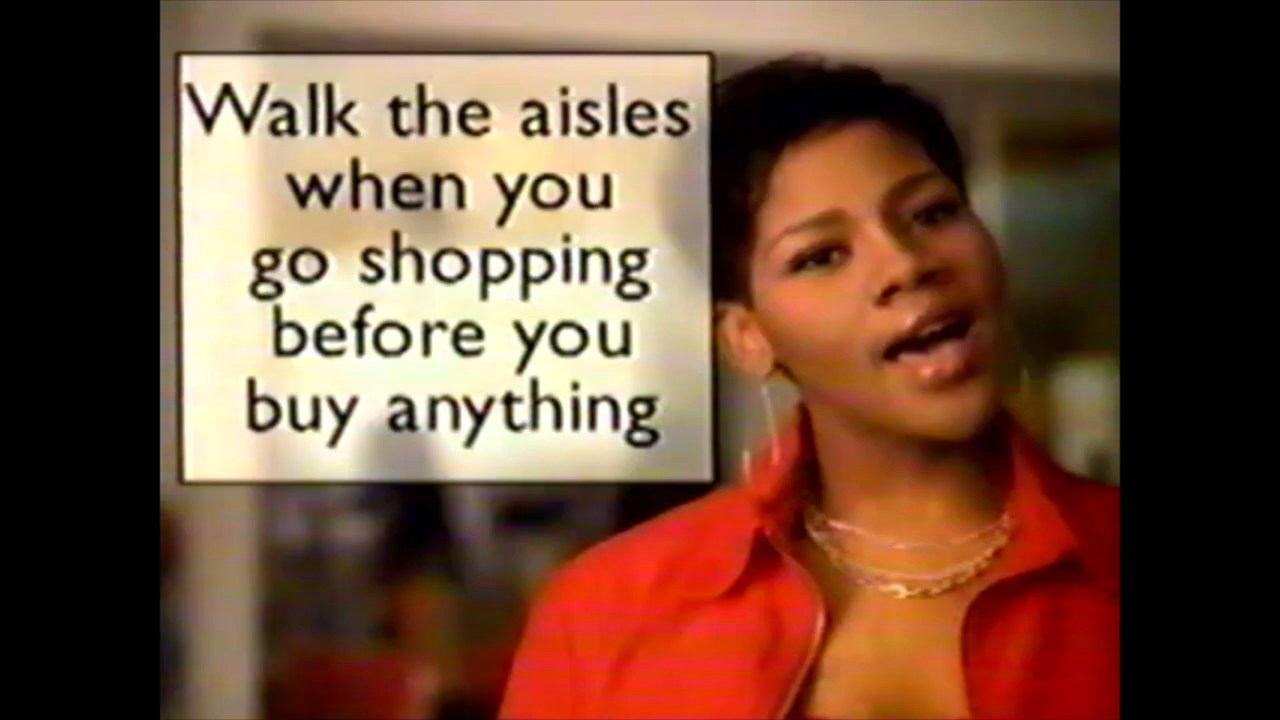 Walk the aisles
when you
go shopping
before you
buy anything